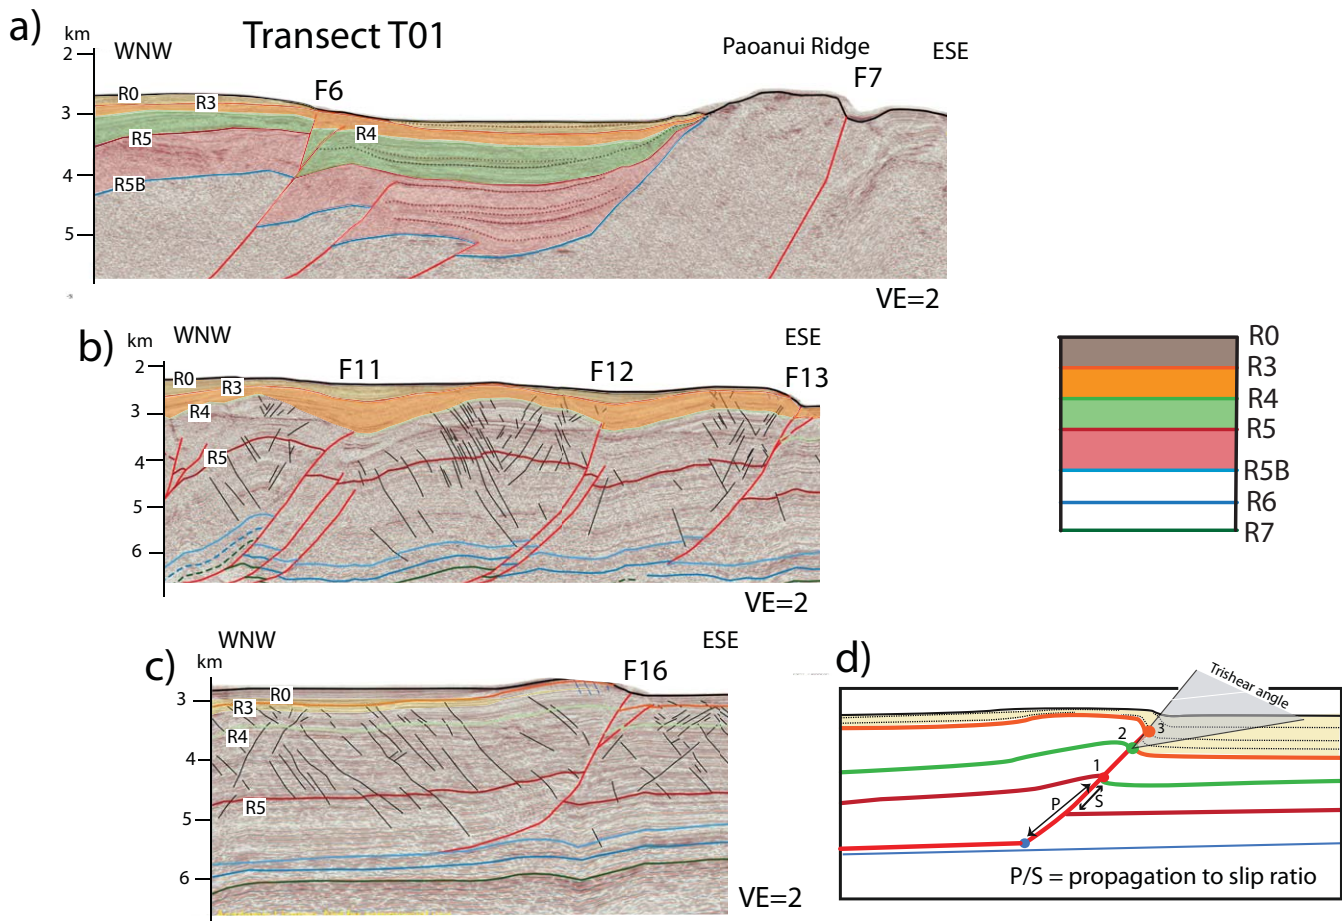 a)
Transect T01
km
WNW
Paoanui Ridge
ESE
F7
2
R0
R3
F6
3
R5
R4
4
R5B
5
VE=2
b)
km
WNW
ESE
2
R0
R3
F11
F12
F13
3
R4
R5
4
5
6
VE=2
R0
R3
R4
R5
R5B
R6
R7
c)
km
WNW
ESE
F16
3
R0
R3
R4
4
R5
5
6
VE=2
d)
Trishear angle
3
2
1
P
S
P/S = propagation to slip ratio